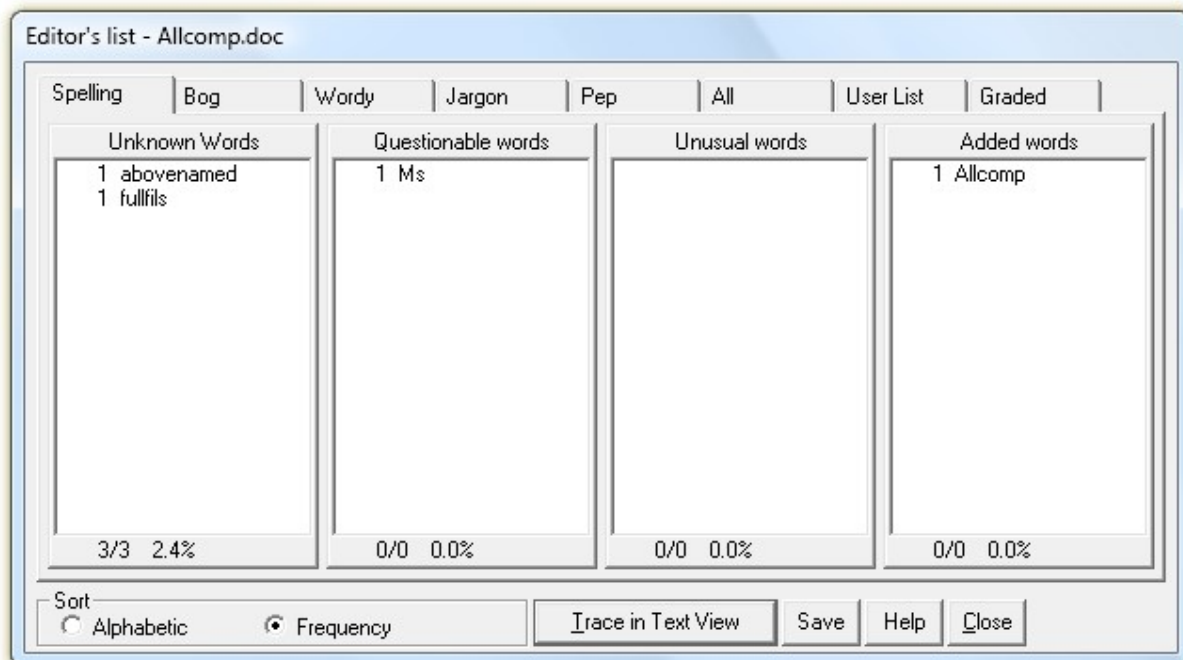 Editor's list - Allcomp.doc
Spelling Bog Wordy Jargon Pep All User List Graded
Unknown Words Questionable words Unusual words Added words
1 abovenamed 1 Ms 1 Allcomp
1 fullfils
3/3 2.4% 0/0 0.0% 0/0 0.0% 0/0 0.0%
Sort
Alphabetic Frequency Trace in Text View Save Help Close